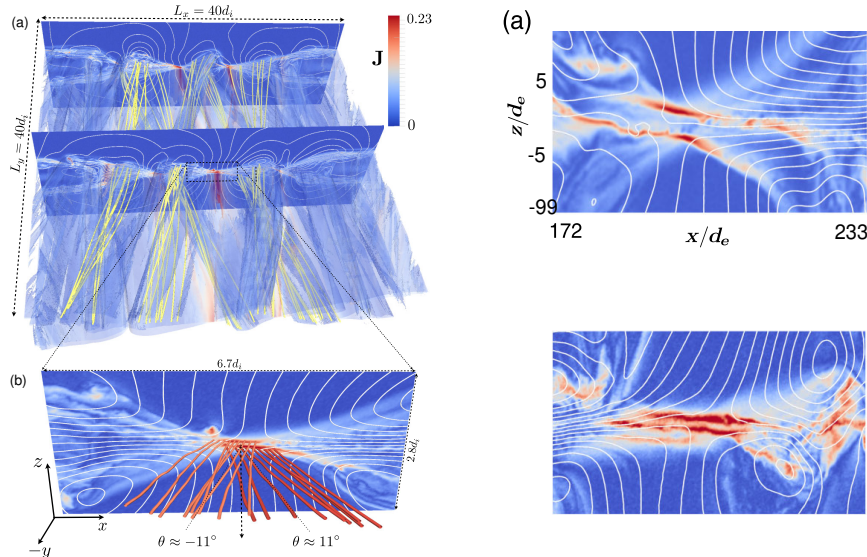 (a)
L_x = 40d_i
L_y = 40d_i
J
0.23
0
(b)
6.7d_i
2.8d_i
z
x
−y
θ ≈ −11°
θ ≈ 11°
(a)
z/d_e
5
-5
-99
172
x/d_e
233
0